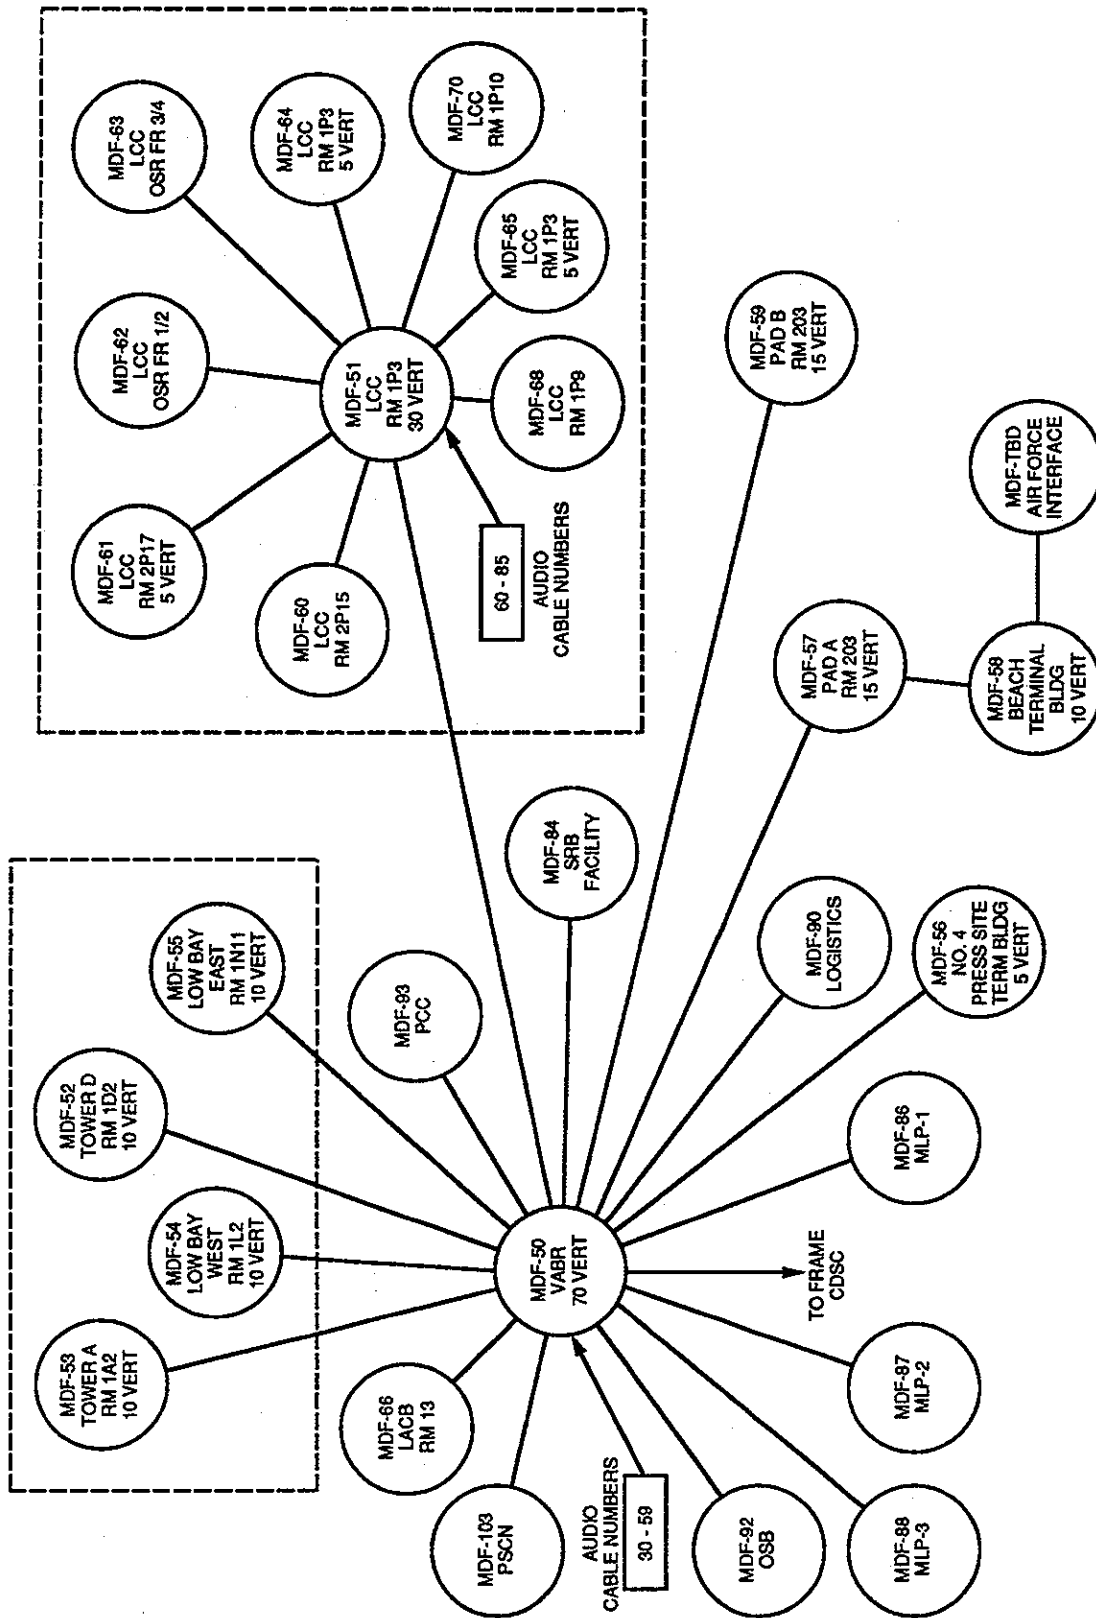 MDF-53
TOWER A
RM 1A2
10 VERT
MDF-52
TOWER D
RM 1D2
10 VERT
MDF-54
LOW BAY
WEST
RM 1L2
10 VERT
MDF-55
LOW BAY
EAST
RM 1N11
10 VERT
MDF-61
LCC
RM 2P17
5 VERT
MDF-62
LCC
OSR FR 1/2
MDF-63
LCC
OSR FR 3/4
MDF-60
LCC
RM 2P15
MDF-64
LCC
RM 1P3
5 VERT
MDF-51
LCC
RM 1P3
30 VERT
MDF-70
LCC
RM 1P10
MDF-65
LCC
RM 1P3
5 VERT
MDF-68
LCC
RM 1P9
60 - 85
AUDIO
CABLE NUMBERS
MDF-66
LACB
RM 13
MDF-93
PCC
MDF-103
PSCN
MDF-50
VABR
70 VERT
MDF-84
SRB
FACILITY
AUDIO
CABLE NUMBERS
30 - 59
MDF-92
OSB
MDF-88
MLP-3
MDF-87
MLP-2
TO FRAME
CDSC
MDF-86
MLP-1
MDF-90
LOGISTICS
MDF-56
NO. 4
PRESS SITE
TERM BLDG
5 VERT
MDF-57
PAD A
RM 203
15 VERT
MDF-59
PAD B
RM 203
15 VERT
MDF-58
BEACH
TERMINAL
BLDG
10 VERT
MDF-TBD
AIR FORCE
INTERFACE